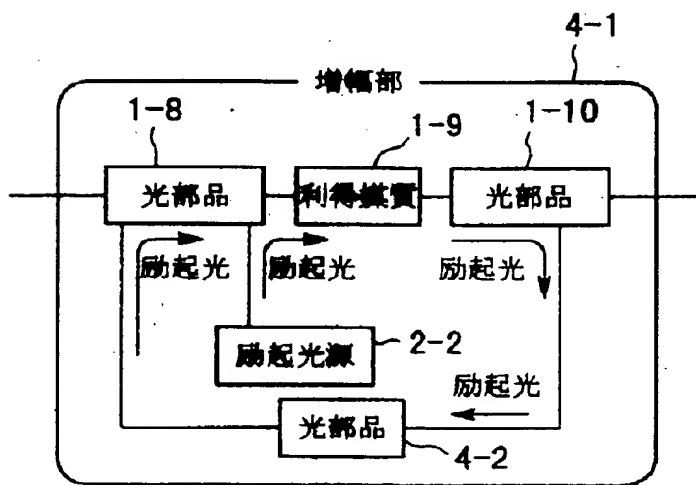 4-1
増幅部
1-8
1-9
1-10
光部品
利得媒質
光部品
励起光
励起光
励起光
励起光源
2-2
励起光
光部品
4-2